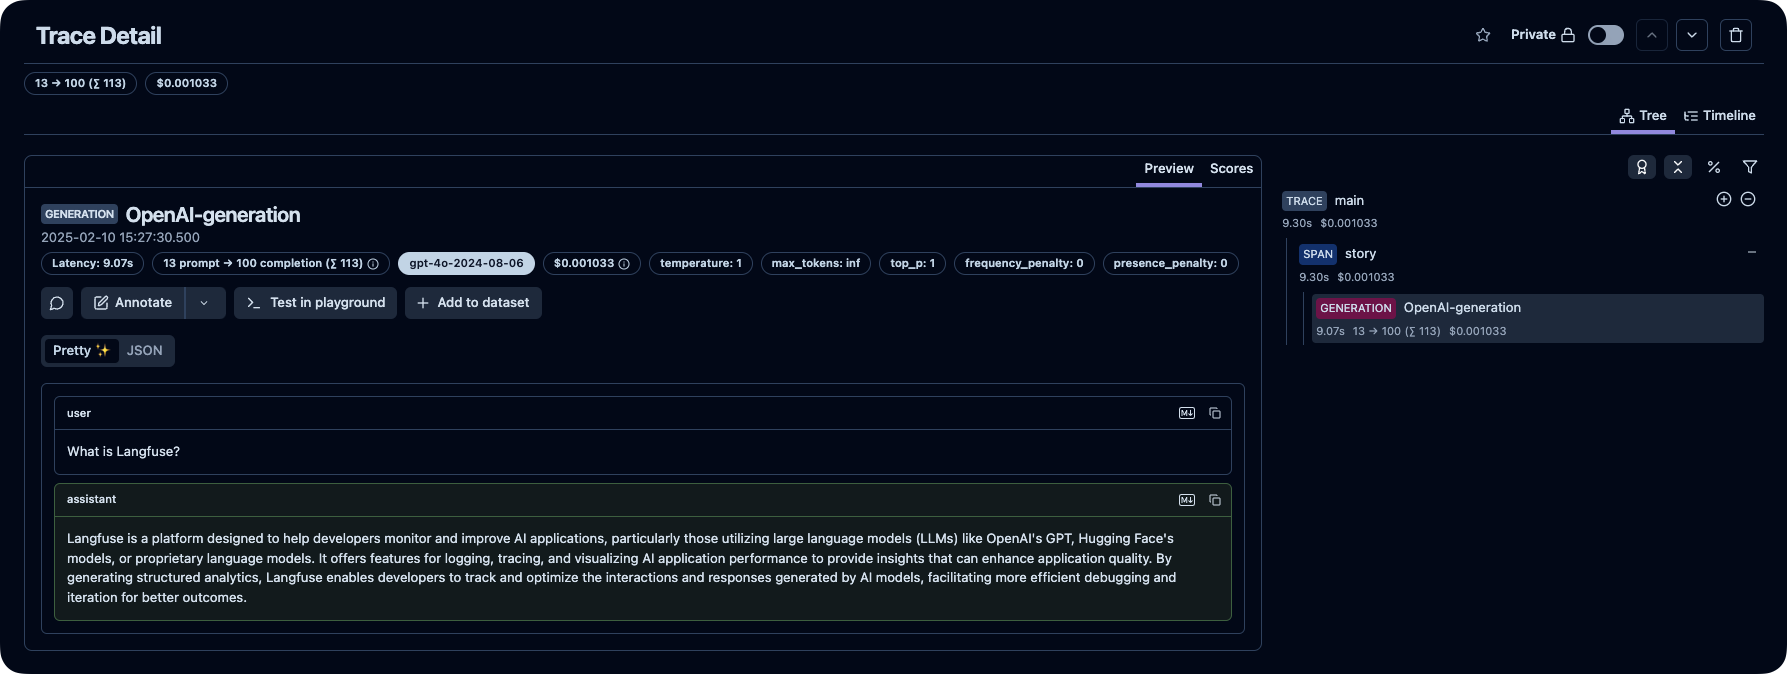 Trace Detail
Private
13 → 100 (∑ 113) $0.001033
Tree Timeline
Preview Scores
GENERATION OpenAI-generation
2025-02-10 15:27:30.500
Latency: 9.07s 13 prompt → 100 completion (∑ 113) gpt-4o-2024-08-06 $0.001033 temperature: 1 max_tokens: inf top_p: 1 frequency_penalty: 0 presence_penalty: 0
Annotate Test in playground Add to dataset
Pretty ✨ JSON
user
M↓
What is Langfuse?
assistant
M↓
Langfuse is a platform designed to help developers monitor and improve AI applications, particularly those utilizing large language models (LLMs) like OpenAI's GPT, Hugging Face's
models, or proprietary language models. It offers features for logging, tracing, and visualizing AI application performance to provide insights that can enhance application quality. By
generating structured analytics, Langfuse enables developers to track and optimize the interactions and responses generated by AI models, facilitating more efficient debugging and
iteration for better outcomes.
TRACE main
9.30s $0.001033
SPAN story
9.30s $0.001033
GENERATION OpenAI-generation
9.07s 13 → 100 (∑ 113) $0.001033